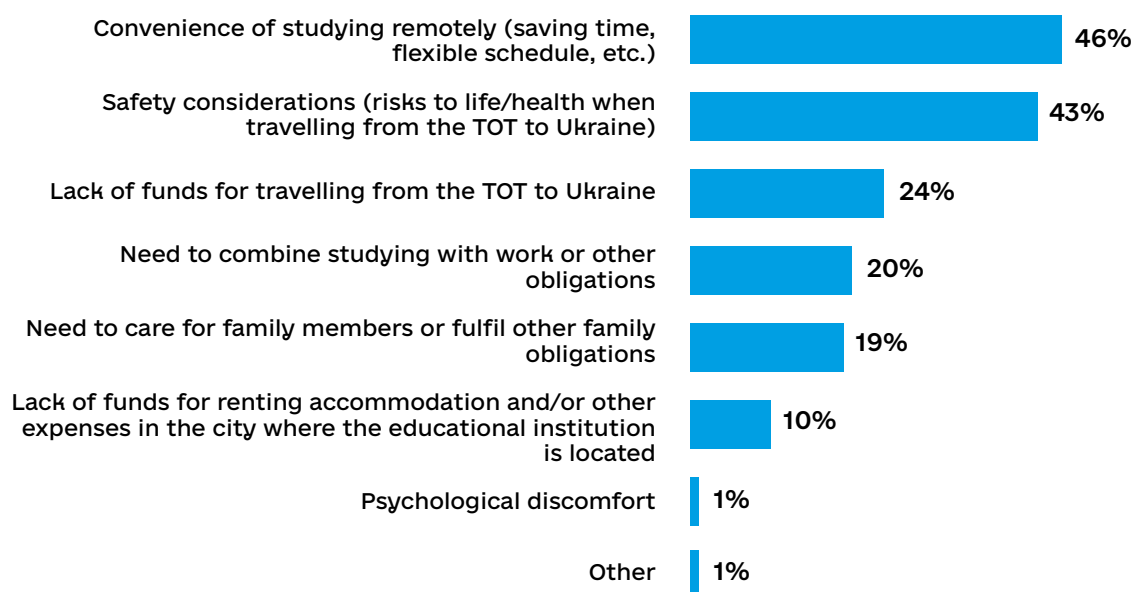 Convenience of studying remotely (saving time,
flexible schedule, etc.)
46%
Safety considerations (risks to life/health when
travelling from the TOT to Ukraine)
43%
Lack of funds for travelling from the TOT to Ukraine
24%
Need to combine studying with work or other
obligations
20%
Need to care for family members or fulfil other family
obligations
19%
Lack of funds for renting accommodation and/or other
expenses in the city where the educational institution
is located
10%
Psychological discomfort
1%
Other
1%